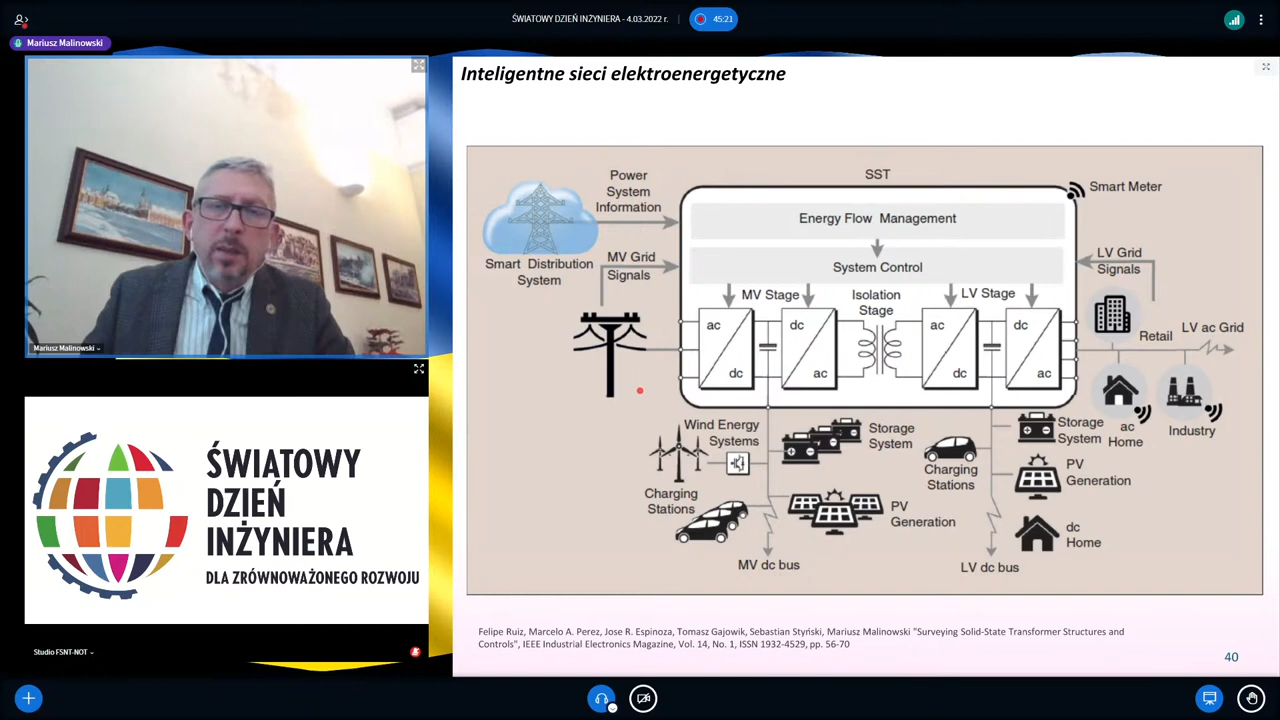 ŚWIATOWY DZIEŃ INŻYNIERA - 4.03.2022 r.
45:21
Mariusz Malinowski
Mariusz Malinowski
ŚWIATOWY
DZIEŃ
INŻYNIERA
DLA ZRÓWNOWAŻONEGO ROZWOJU
Studio FSNT-NOT
Inteligentne sieci elektroenergetyczne
SST
Power
System
Information
Smart Meter
Energy Flow Management
Smart Distribution
System
MV Grid
Signals
System Control
LV Grid
Signals
MV Stage
Isolation
Stage
LV Stage
ac
dc
dc
ac
ac
dc
dc
ac
Retail
LV ac Grid
Wind Energy
Systems
Storage
System
Charging
Stations
Storage
System
ac
Home
Industry
Charging
Stations
PV
Generation
PV
Generation
dc
Home
MV dc bus
LV dc bus
Felipe Ruiz, Marcelo A. Perez, Jose R. Espinoza, Tomasz Gajowik, Sebastian Styński, Mariusz Malinowski "Surveying Solid-State Transformer Structures and
Controls", IEEE Industrial Electronics Magazine, Vol. 14, No. 1, ISSN 1932-4529, pp. 56-70
40